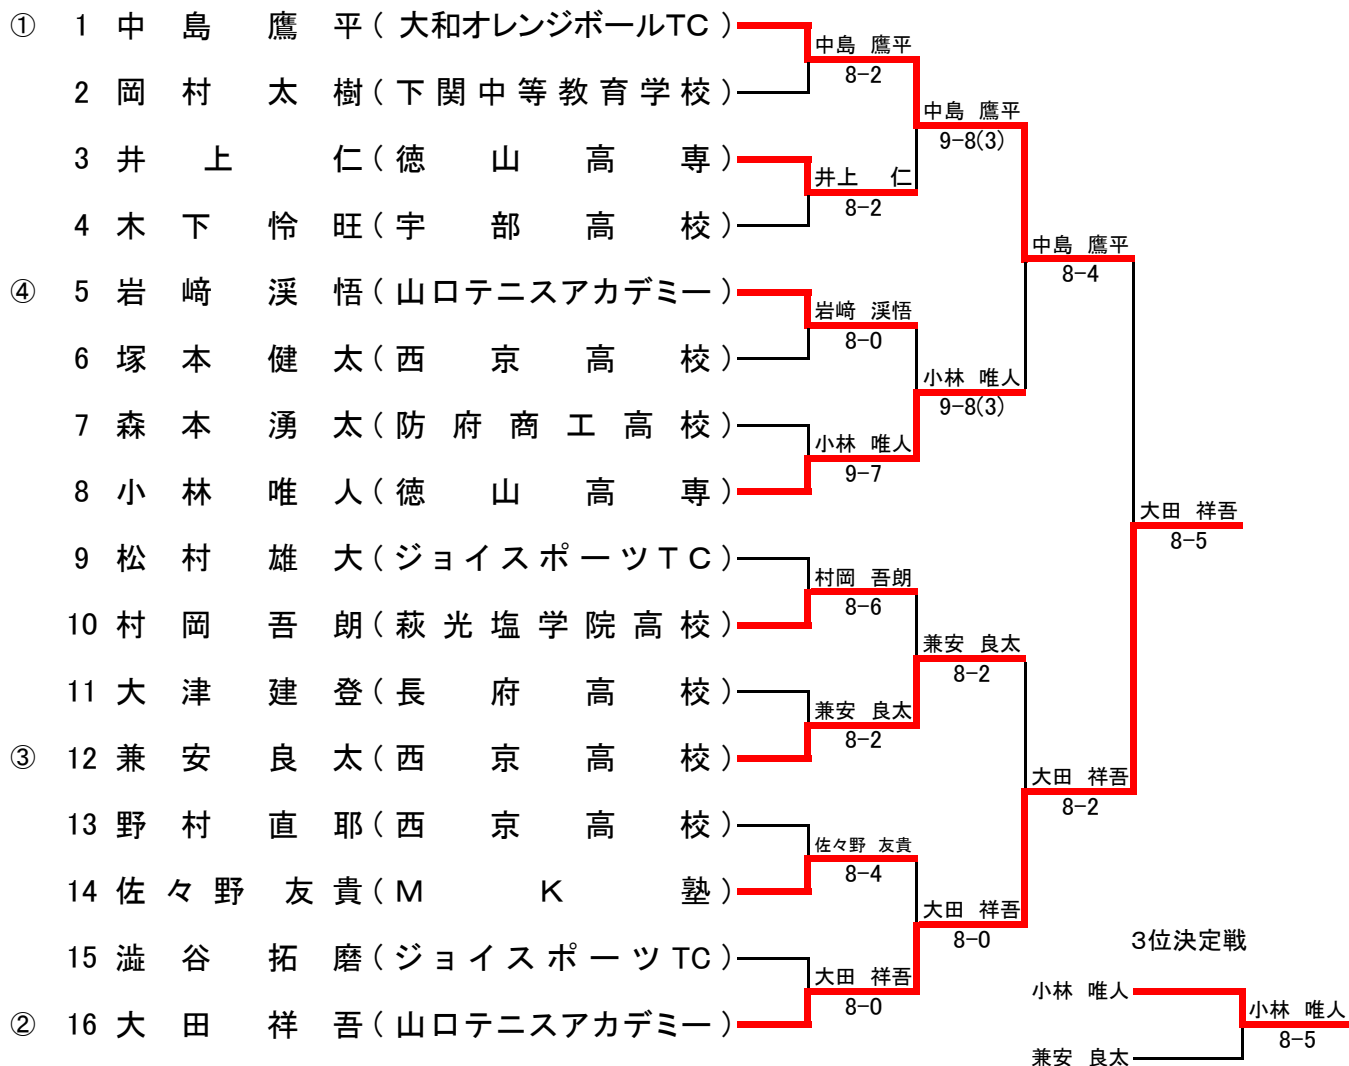 ① 1 中島 鷹平 ( 大和オレンジボールTC )
2 岡村 太樹 ( 下関中等教育学校 )
3 井上 仁 ( 徳山高専 )
4 木下 怜旺 ( 宇部高校 )
④ 5 岩﨑 渓悟 ( 山口テニスアカデミー )
6 塚本 健太 ( 西京高校 )
7 森本 湧太 ( 防府商工高校 )
8 小林 唯人 ( 徳山高専 )
9 松村 雄大 ( ジョイスポーツTC )
10 村岡 吾朗 ( 萩光塩学院高校 )
11 大津 建登 ( 長府高校 )
③ 12 兼安 良太 ( 西京高校 )
13 野村 直耶 ( 西京高校 )
14 佐々野 友貴 ( MK塾 )
15 澁谷 拓磨 ( ジョイスポーツTC )
② 16 大田 祥吾 ( 山口テニスアカデミー )
中島 鷹平
8-2
井上 仁
8-2
岩﨑 渓悟
8-0
小林 唯人
9-7
村岡 吾朗
8-6
兼安 良太
8-2
佐々野 友貴
8-4
大田 祥吾
8-0
中島 鷹平
9-8(3)
小林 唯人
9-8(3)
兼安 良太
8-2
大田 祥吾
8-0
中島 鷹平
8-4
大田 祥吾
8-2
大田 祥吾
8-5
3位決定戦
小林 唯人
兼安 良太
小林 唯人
8-5